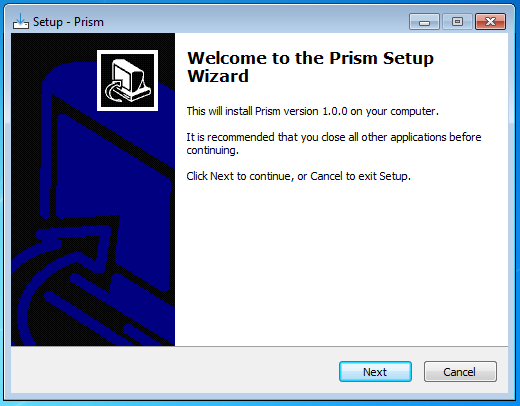 Setup - Prism
Welcome to the Prism Setup
Wizard
This will install Prism version 1.0.0 on your computer.
It is recommended that you close all other applications before
continuing.
Click Next to continue, or Cancel to exit Setup.
Next
Cancel